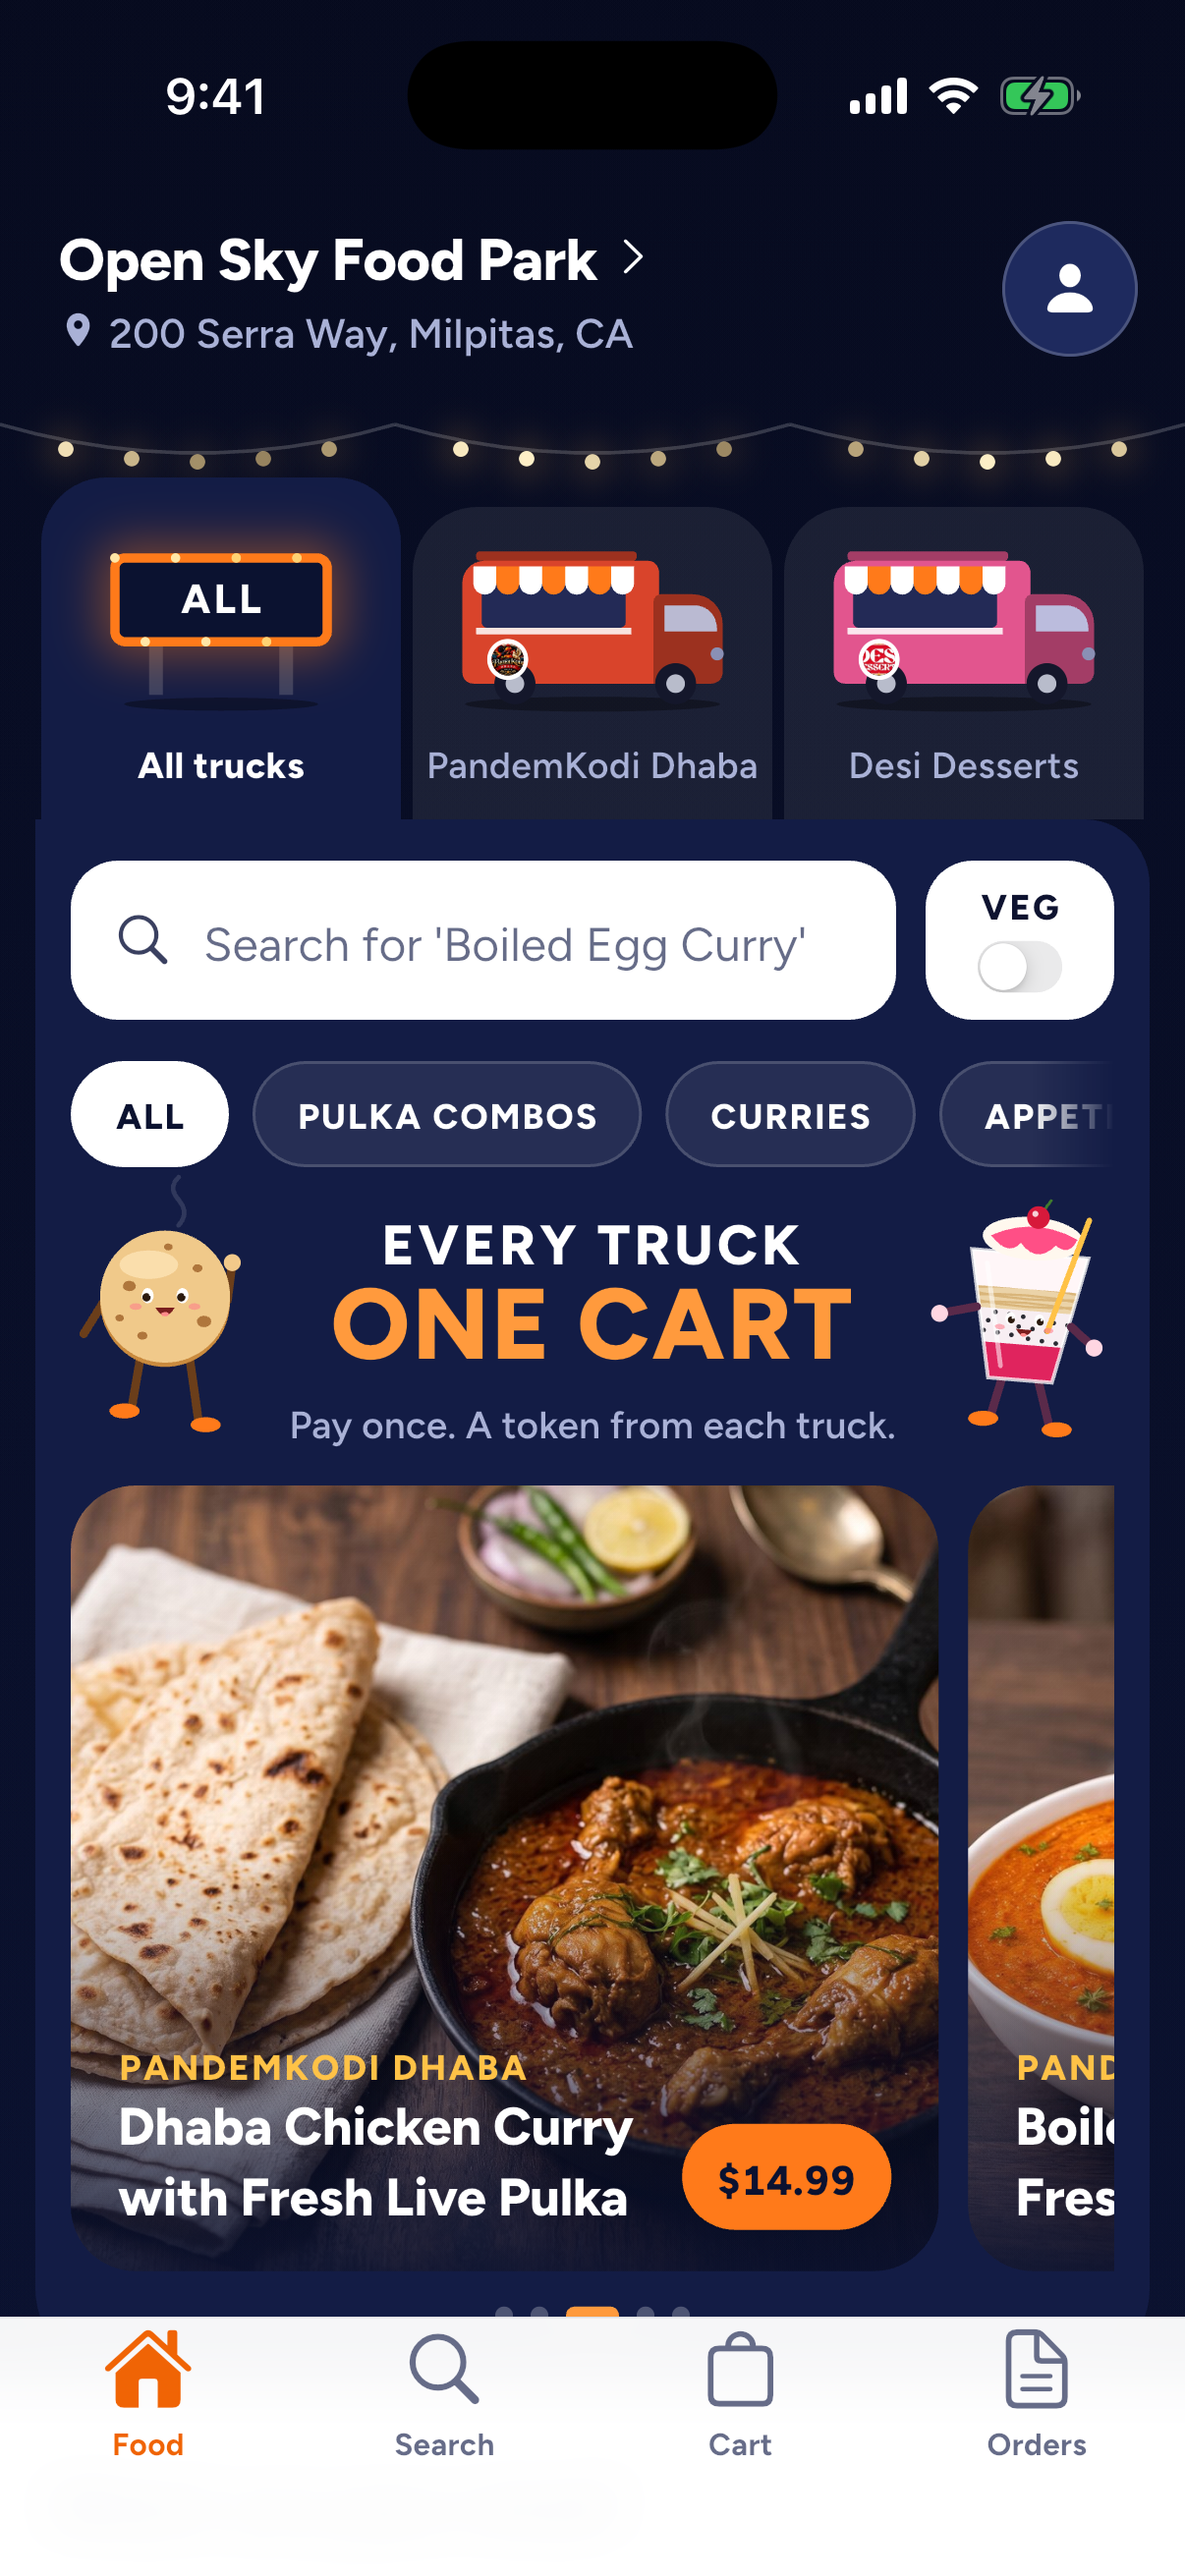 9:41
Open Sky Food Park
200 Serra Way, Milpitas, CA
ALL
All trucks
PandemKodi Dhaba
Desi Desserts
Search for 'Boiled Egg Curry'
VEG
ALL
PULKA COMBOS
CURRIES
EVERY TRUCK
ONE CART
Pay once. A token from each truck.
PANDEMKODI DHABA
Dhaba Chicken Curry
with Fresh Live Pulka
$14.99
Food
Search
Cart
Orders